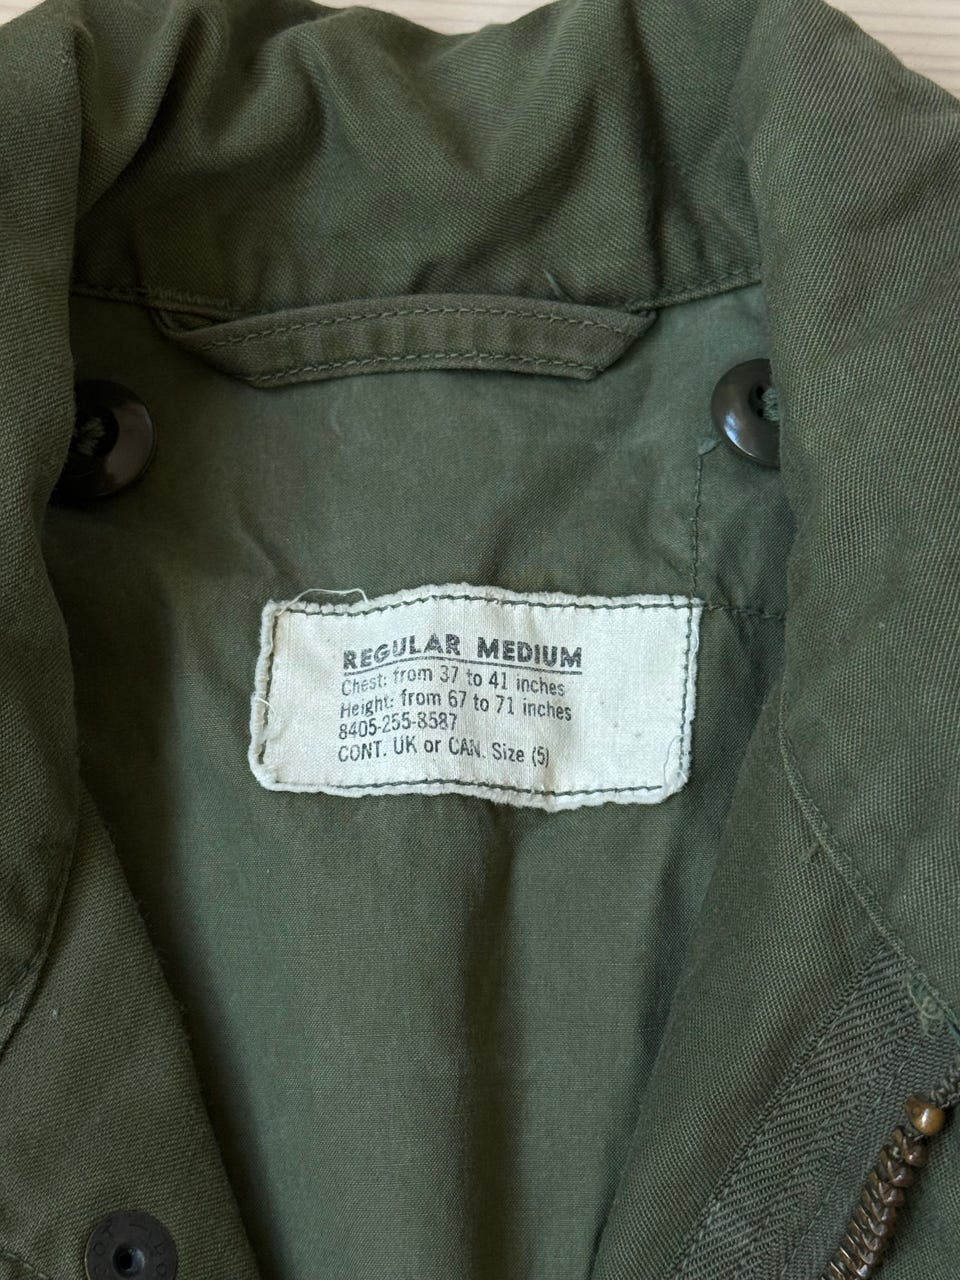 REGULAR MEDIUM
Chest: from 37 to 41 inches
Height: from 67 to 71 inches
8405-255-8587
CONT. UK or CAN. Size (5)